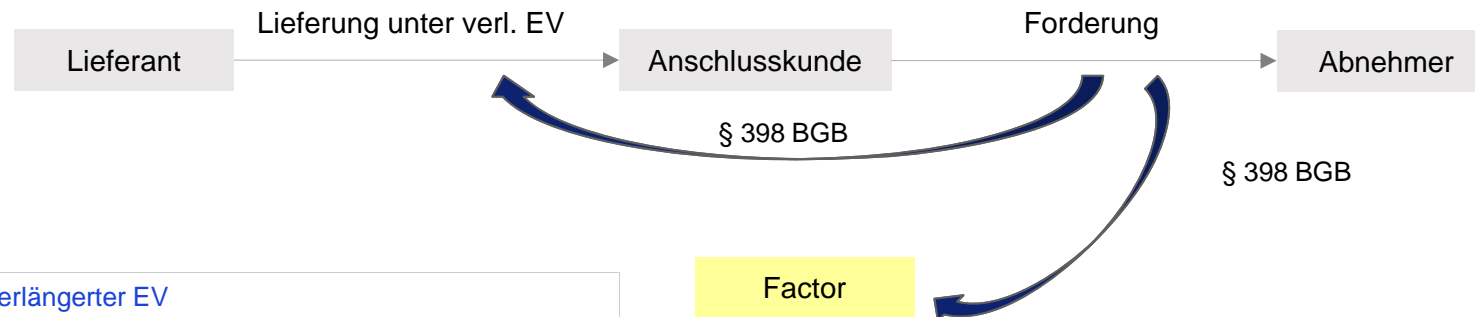 Lieferung unter verl. EV
Forderung
Lieferant
Anschlusskunde
Abnehmer
§ 398 BGB
§ 398 BGB
Factor
erlängerter EV